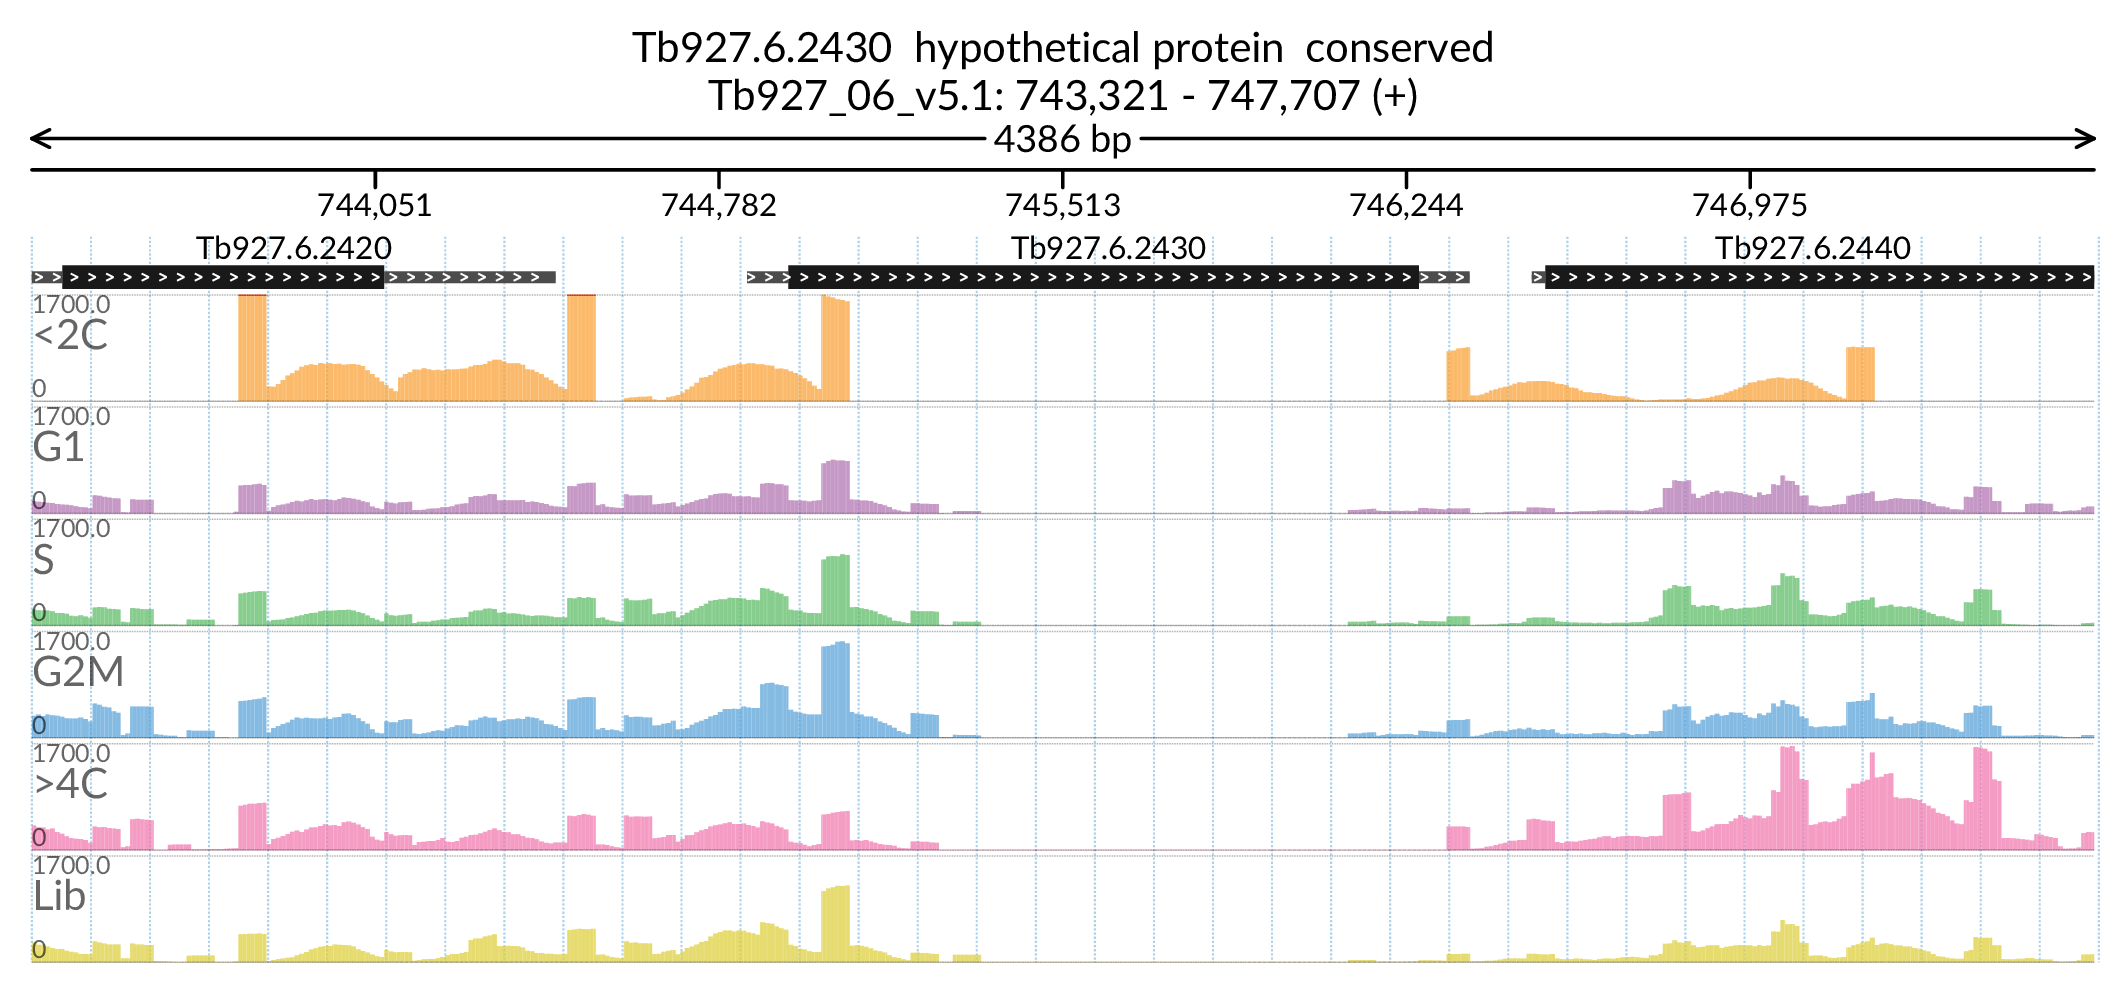 Tb927.6.2430  hypothetical protein  conserved
Tb927_06_v5.1: 743,321 - 747,707 (+)
4386 bp
744,051 744,782 745,513 746,244 746,975
Tb927.6.2420 Tb927.6.2430 Tb927.6.2440
1700.0
<2C
0
1700.0
G1
0
1700.0
S
0
1700.0
G2M
0
1700.0
>4C
0
1700.0
Lib
0